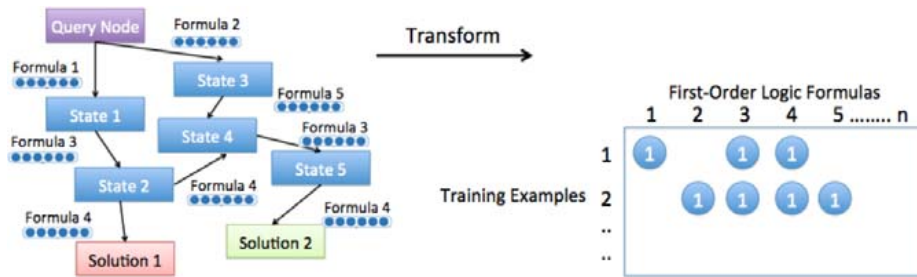 Query Node
Formula 2
Transform
Formula 1
State 3
Formula 5
State 1
State 4
Formula 3
Formula 3
State 2
State 5
Formula 4
Formula 4
Formula 4
Solution 1
Solution 2
First-Order Logic Formulas
1 2 3 4 5 ........ n
1 1 1 1
Training Examples 2 1 1 1 1
..
..